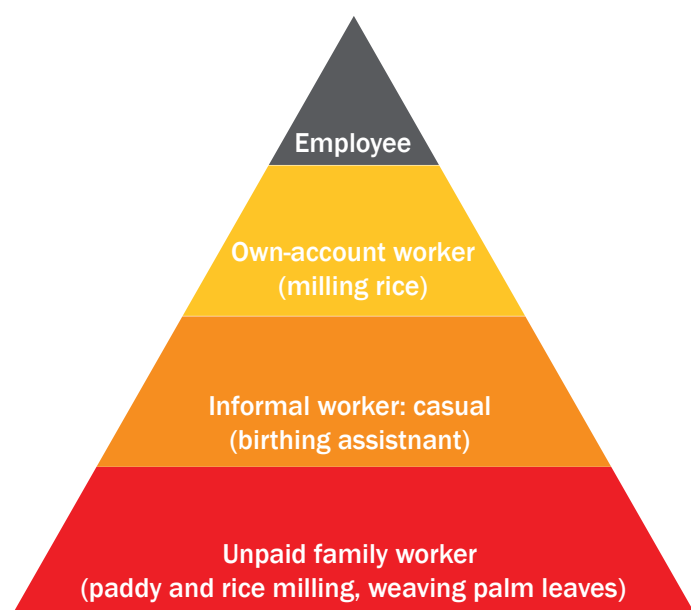 Employee
Own-account worker
(milling rice)
Informal worker: casual
(birthing assistnant)
Unpaid family worker
(paddy and rice milling, weaving palm leaves)